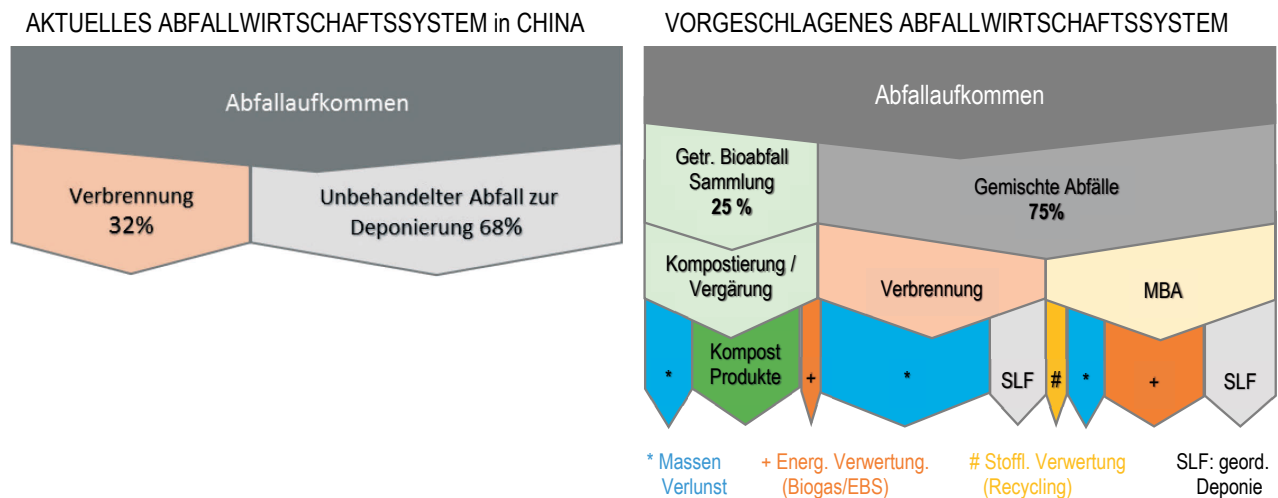 AKTUELLES ABFALLWIRTSCHAFTSSYSTEM in CHINA
Abfallaufkommen
Verbrennung
32%
Unbehandelter Abfall zur
Deponierung 68%
VORGESCHLAGENES ABFALLWIRTSCHAFTSSYSTEM
Abfallaufkommen
Getr. Bioabfall
Sammlung
25 %
Gemischte Abfälle
75%
Kompostierung /
Vergärung
Verbrennung
MBA
*
Kompost
Produkte
+
*
SLF
#
*
+
SLF
* Massen
Verlunst
+ Energ. Verwertung.
(Biogas/EBS)
# Stoffl. Verwertung
(Recycling)
SLF: geord.
Deponie